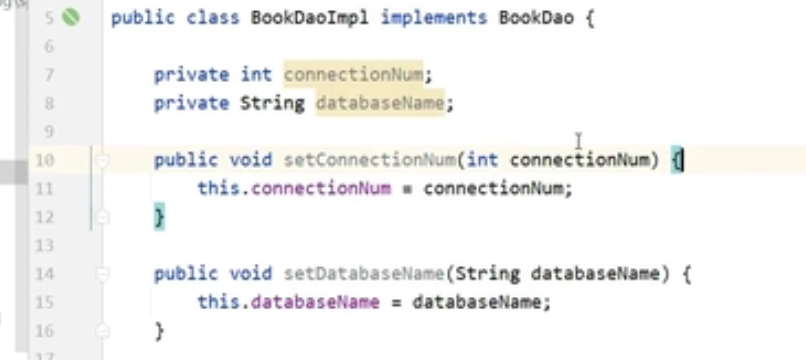 5 public class BookDaoImpl implements BookDao {
6
7 private int connectionNum;
8 private String databaseName;
9
10 public void setConnectionNum(int connectionNum) {
11 this.connectionNum = connectionNum;
12 }
13
14 public void setDatabaseName(String databaseName) {
15 this.databaseName = databaseName;
16 }
17